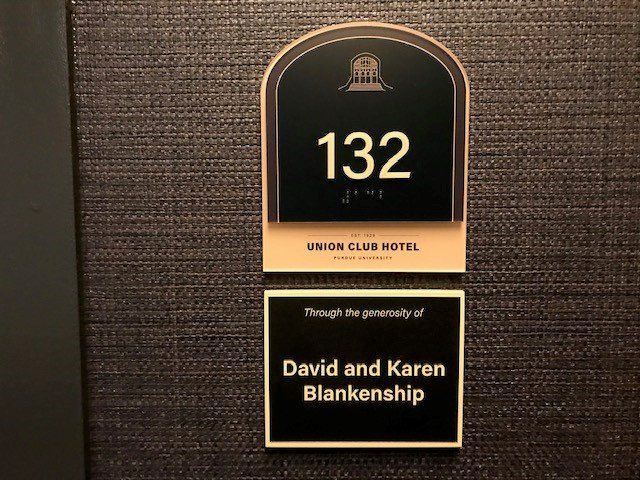 132
EST. 1929
UNION CLUB HOTEL
PURDUE UNIVERSITY
Through the generosity of
David and Karen
Blankenship